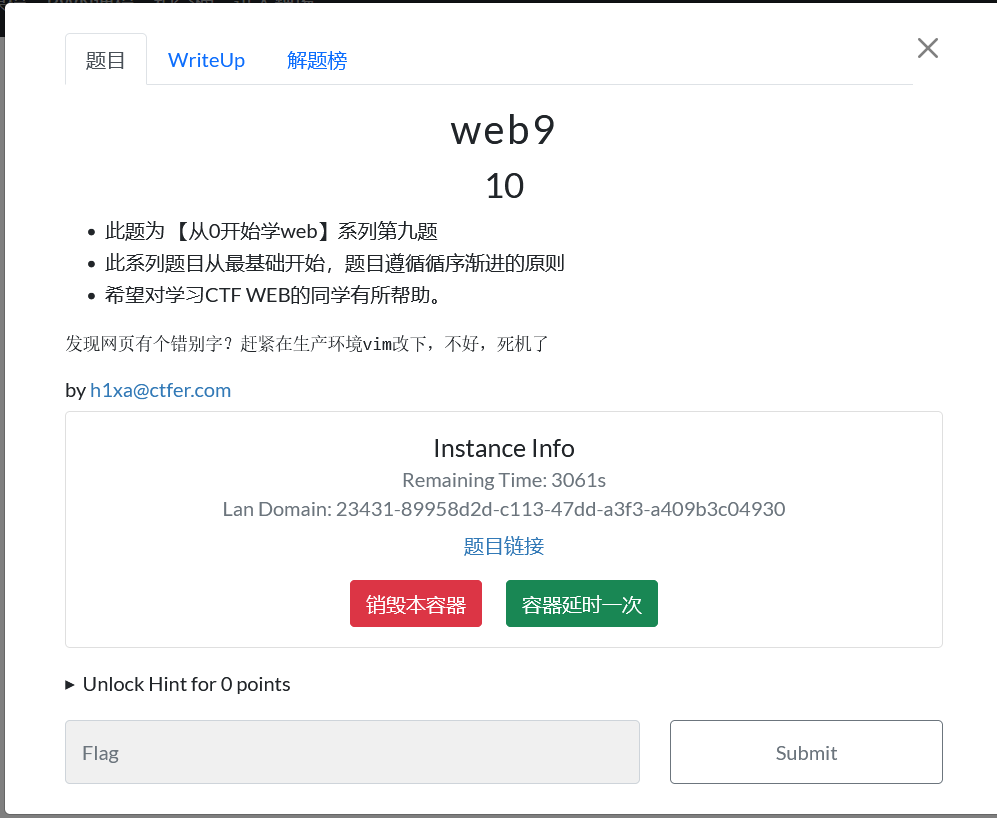 题目 WriteUp 解题榜
web9
10
此题为 【从0开始学web】系列第九题
此系列题目从最基础开始，题目遵循循序渐进的原则
希望对学习CTF WEB的同学有所帮助。
发现网页有个错别字？赶紧在生产环境vim改下，不好，死机了
by h1xa@ctfer.com
Instance Info
Remaining Time: 3061s
Lan Domain: 23431-89958d2d-c113-47dd-a3f3-a409b3c04930
题目链接
销毁本容器 容器延时一次
Unlock Hint for 0 points
Flag Submit